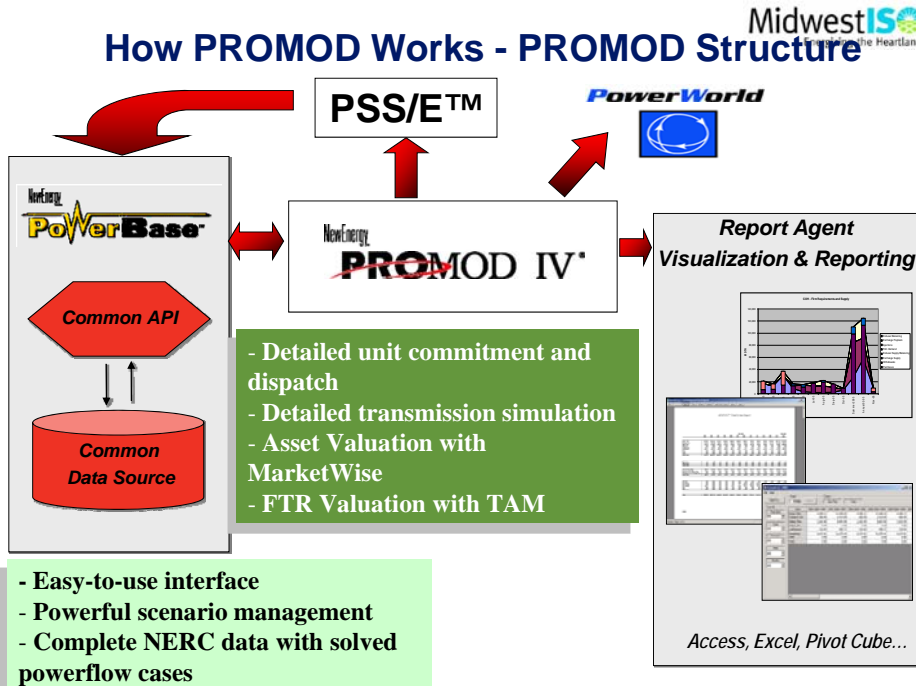 MidwestISO
Energizing the Heartland
How PROMOD Works - PROMOD Structure
PSS/E™
PowerWorld
NewEnergy
PowerBase
NewEnergy
PROMOD IV
Report Agent
Visualization & Reporting
Common API
Common
Data Source
- Detailed unit commitment and
dispatch
- Detailed transmission simulation
- Asset Valuation with
MarketWise
- FTR Valuation with TAM
- Easy-to-use interface
- Powerful scenario management
- Complete NERC data with solved
powerflow cases
Access, Excel, Pivot Cube...